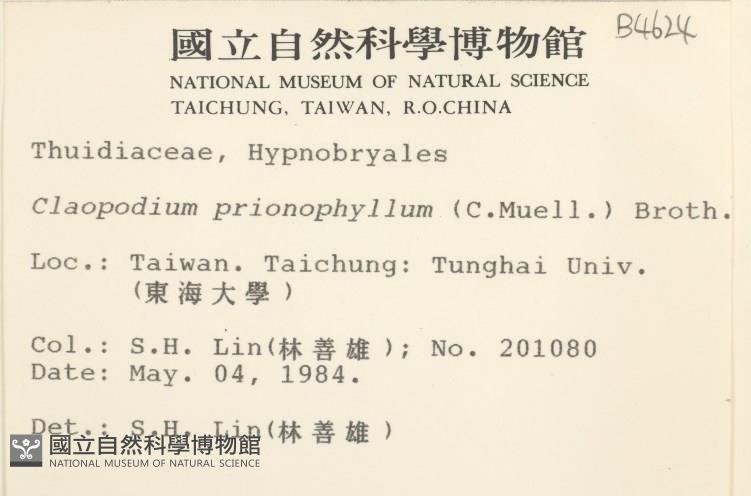 B4624
國立自然科學博物館
NATIONAL MUSEUM OF NATURAL SCIENCE
TAICHUNG, TAIWAN, R.O.CHINA
Thuidiaceae, Hypnobryales
Claopodium prionophyllum (C.Muell.) Broth.
Loc.: Taiwan. Taichung: Tunghai Univ.
(東海大學)
Col.: S.H. Lin(林善雄); No. 201080
Date: May. 04, 1984.
Det.: S.H. Lin(林善雄)
國立自然科學博物館
NATIONAL MUSEUM OF NATURAL SCIENCE